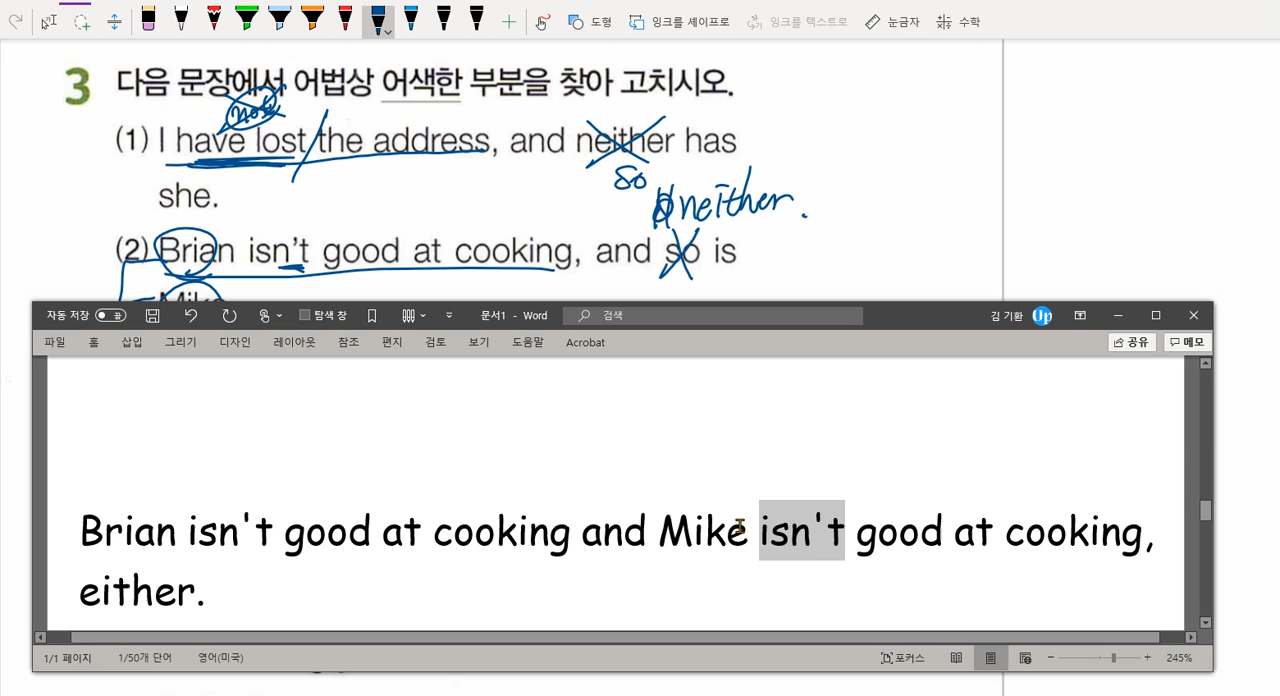 도형
잉크를 셰이프로
잉크를 텍스트로
눈금자
수학
3 다음 문장에서 어법상 어색한 부분을 찾아 고치시오.
not
(1) I have lost the address, and neither has
so
she.
neither.
(2) Brian isn't good at cooking, and so is
Mike
자동 저장 끔
탐색 창
문서1 - Word
검색
김 기환
파일 홈 삽입 그리기 디자인 레이아웃 참조 편지 검토 보기 도움말 Acrobat
공유 메모
Brian isn't good at cooking and Mike isn't good at cooking,
either.
1/1 페이지 1/50개 단어 영어(미국)
포커스
245%